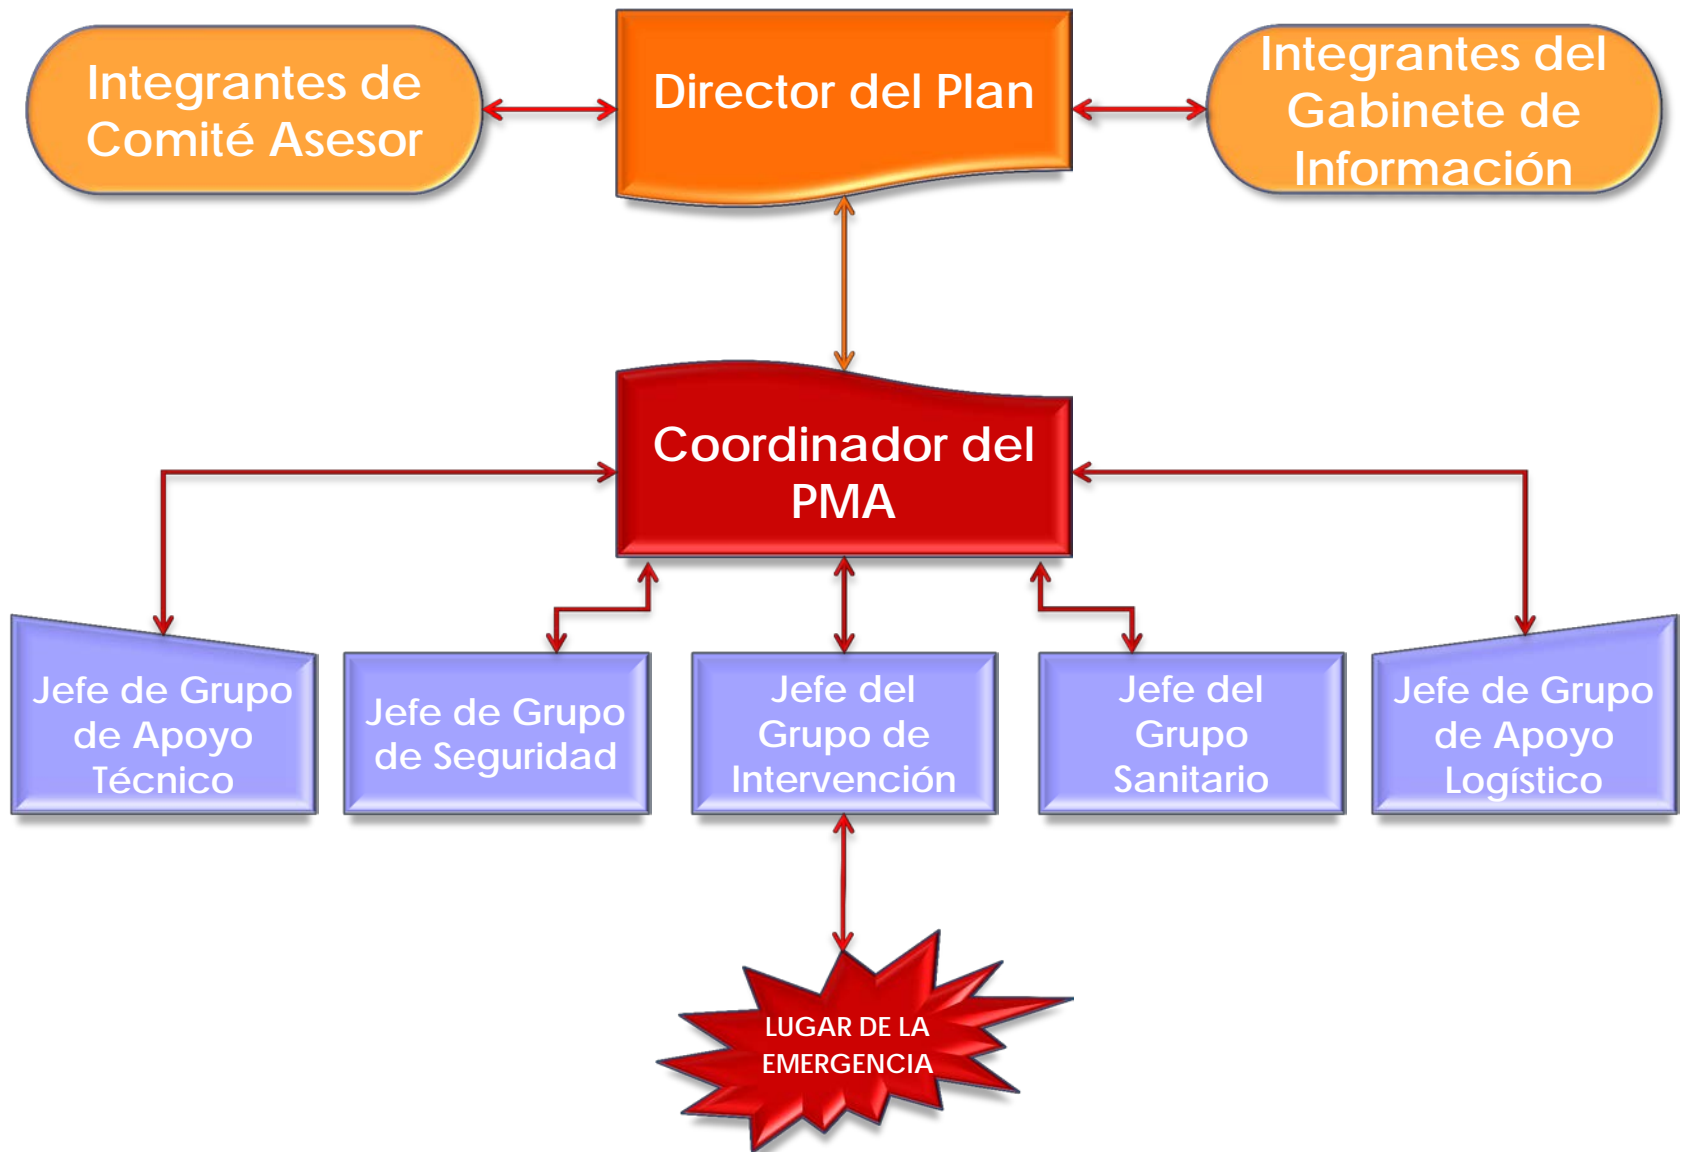 Integrantes de
Comité Asesor
Director del Plan
Integrantes del
Gabinete de
Información
Coordinador del
PMA
Jefe de Grupo
de Apoyo
Técnico
Jefe de Grupo
de Seguridad
Jefe del
Grupo de
Intervención
Jefe del
Grupo
Sanitario
Jefe de Grupo
de Apoyo
Logístico
LUGAR DE LA
EMERGENCIA